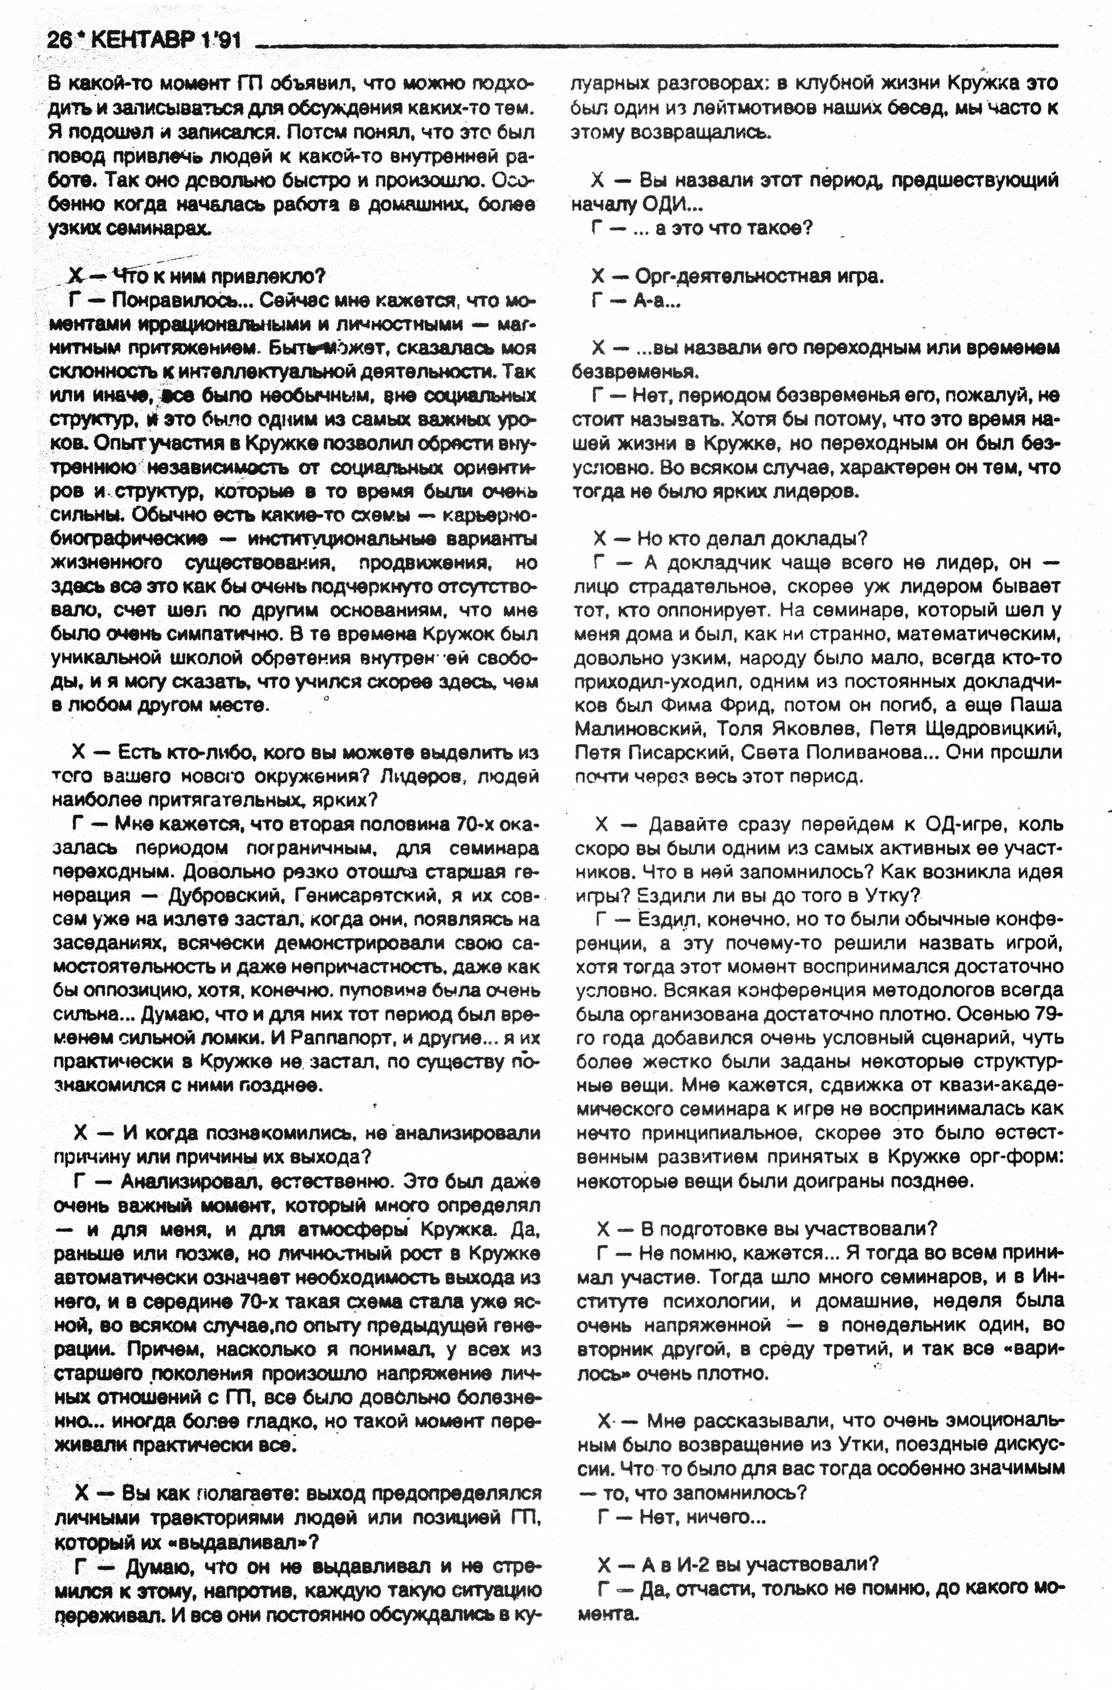 26 * КЕНТАВР 1'91
В какой-то момент ГП объявил, что можно подхо-
дить и записываться для обсуждения каких-то тем.
Я подошел и записался. Потом понял, что это был
повод привлечь людей к какой-то внутренней ра-
боте. Так оно довольно быстро и произошло. Осо-
бенно когда началась работа в домашних, более
узких семинарах.
Х — Что к ним привлекло?
Г — Понравилось... Сейчас мне кажется, что мо-
ментами иррациональными и личностными — маг-
нитным притяжением. Быть может, сказалась моя
склонность к интеллектуальной деятельности. Так
или иначе, все было необычным, вне социальных
структур, и это было одним из самых важных уро-
ков. Опыт участия в Кружке позволил обрести вну-
треннюю независимость от социальных ориенти-
ров и структур, которые в то время были очень
сильны. Обычно есть какие-то схемы — карьерно-
биографические — институциональные варианты
жизненного существования, продвижения, но
здесь все это как бы очень подчеркнуто отсутство-
вало, счет шел по другим основаниям, что мне
было очень симпатично. В те времена Кружок был
уникальной школой обретения внутренней свобо-
ды, и я могу сказать, что учился скорее здесь, чем
в любом другом месте.
Х — Есть кто-либо, кого вы можете выделить из
того вашего нового окружения? Лидеров, людей
наиболее притягательных, ярких?
Г — Мне кажется, что вторая половина 70-х ока-
залась периодом пограничным, для семинара
переходным. Довольно резко отошла старшая ге-
нерация — Дубровский, Генисаретский, я их сов-
сем уже на излете застал, когда они, появляясь на
заседаниях, всячески демонстрировали свою са-
мостоятельность и даже непричастность, даже как
бы оппозицию, хотя, конечно, пуповина была очень
сильна... Думаю, что и для них тот период был вре-
менем сильной ломки. И Раппапорт, и другие... я их
практически в Кружке не застал, по существу по-
знакомился с ними позднее.
Х — И когда познакомились, не анализировали
причину или причины их выхода?
Г — Анализировал, естественно. Это был даже
очень важный момент, который много определял
— и для меня, и для атмосферы Кружка. Да,
раньше или позже, но личностный рост в Кружке
автоматически означает необходимость выхода из
него, и в середине 70-х такая схема стала уже яс-
ной, во всяком случае,по опыту предыдущей гене-
рации. Причем, насколько я понимал, у всех из
старшего поколения произошло напряжение лич-
ных отношений с ГП, все было довольно болезне-
нно... иногда более гладко, но такой момент пере-
живали практически все.
Х — Вы как полагаете: выход предопределялся
личными траекториями людей или позицией ГП,
который их «выдавливал»?
Г — Думаю, что он не выдавливал и не стре-
мился к этому, напротив, каждую такую ситуацию
переживал. И все они постоянно обсуждались в ку-
луарных разговорах: в клубной жизни Кружка это
был один из лейтмотивов наших бесед, мы часто к
этому возвращались.
Х — Вы назвали этот период, предшествующий
началу ОДИ...
Г — ... а это что такое?
Х — Орг-деятельностная игра.
Г — А-а...
Х — ...вы назвали его переходным или временем
безвременья.
Г — Нет, периодом безвременья его, пожалуй, не
стоит называть. Хотя бы потому, что это время на-
шей жизни в Кружке, но переходным он был без-
условно. Во всяком случае, характерен он тем, что
тогда не было ярких лидеров.
Х — Но кто делал доклады?
Г — А докладчик чаще всего не лидер, он —
лицо страдательное, скорее уж лидером бывает
тот, кто оппонирует. На семинаре, который шел у
меня дома и был, как ни странно, математическим,
довольно узким, народу было мало, всегда кто-то
приходил-уходил, одним из постоянных докладчи-
ков был Фима Фрид, потом он погиб, а еще Паша
Малиновский, Толя Яковлев, Петя Щедровицкий,
Петя Писарский, Света Поливанова... Они прошли
почти через весь этот период.
Х — Давайте сразу перейдем к ОД-игре, коль
скоро вы были одним из самых активных ее участ-
ников. Что в ней запомнилось? Как возникла идея
игры? Ездили ли вы до того в Утку?
Г — Ездил, конечно, но то были обычные конфе-
ренции, а эту почему-то решили назвать игрой,
хотя тогда этот момент воспринимался достаточно
условно. Всякая конференция методологов всегда
была организована достаточно плотно. Осенью 79-
го года добавился очень условный сценарий, чуть
более жестко были заданы некоторые структур-
ные вещи. Мне кажется, сдвижка от квази-акаде-
мического семинара к игре не воспринималась как
нечто принципиальное, скорее это было естест-
венным развитием принятых в Кружке орг-форм:
некоторые вещи были доиграны позднее.
Х — В подготовке вы участвовали?
Г — Не помню, кажется... Я тогда во всем прини-
мал участие. Тогда шло много семинаров, и в Ин-
ституте психологии, и домашние, неделя была
очень напряженной — в понедельник один, во
вторник другой, в среду третий, и так все «вари-
лось» очень плотно.
Х — Мне рассказывали, что очень эмоциональ-
ным было возвращение из Утки, поездные дискус-
сии. Что-то было для вас тогда особенно значимым
— то, что запомнилось?
Г — Нет, ничего...
Х — А в И-2 вы участвовали?
Г — Да, отчасти, только не помню, до какого мо-
мента.